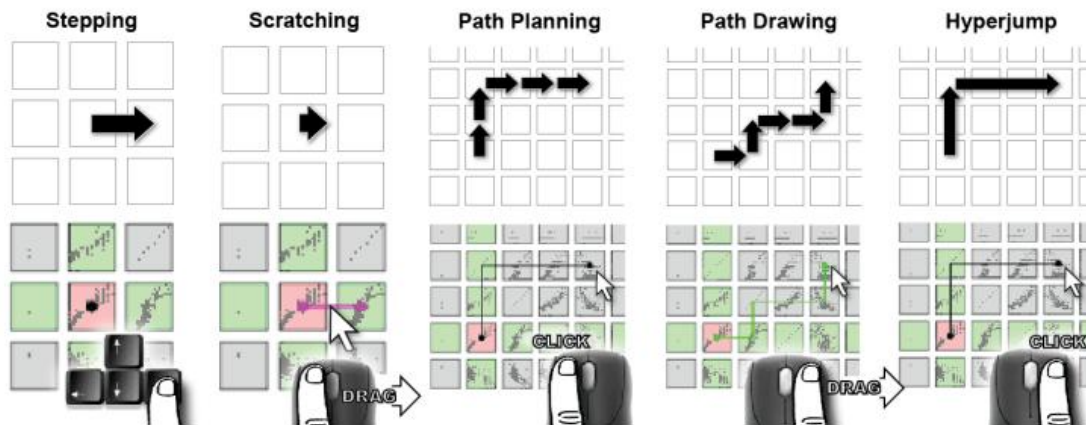 Stepping
Scratching
Path Planning
Path Drawing
Hyperjump
DRAG
CLICK
DRAG
CLICK